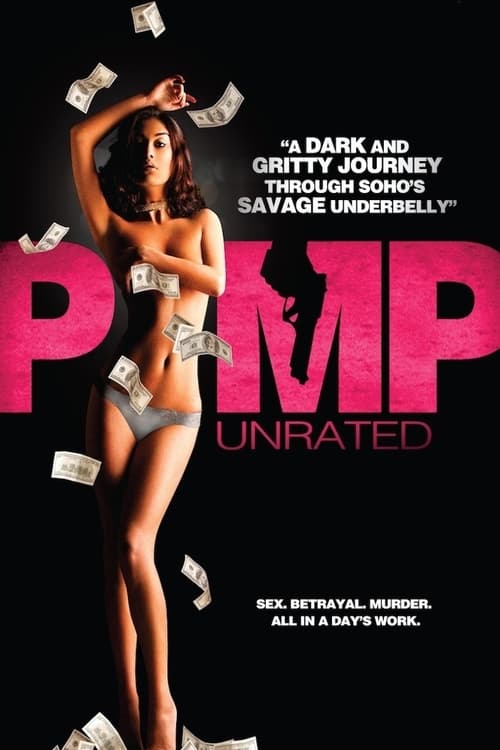 "A DARK AND
GRITTY JOURNEY
THROUGH SOHO'S
SAVAGE UNDERBELLY"
PIMP
UNRATED
SEX. BETRAYAL. MURDER.
ALL IN A DAY'S WORK.